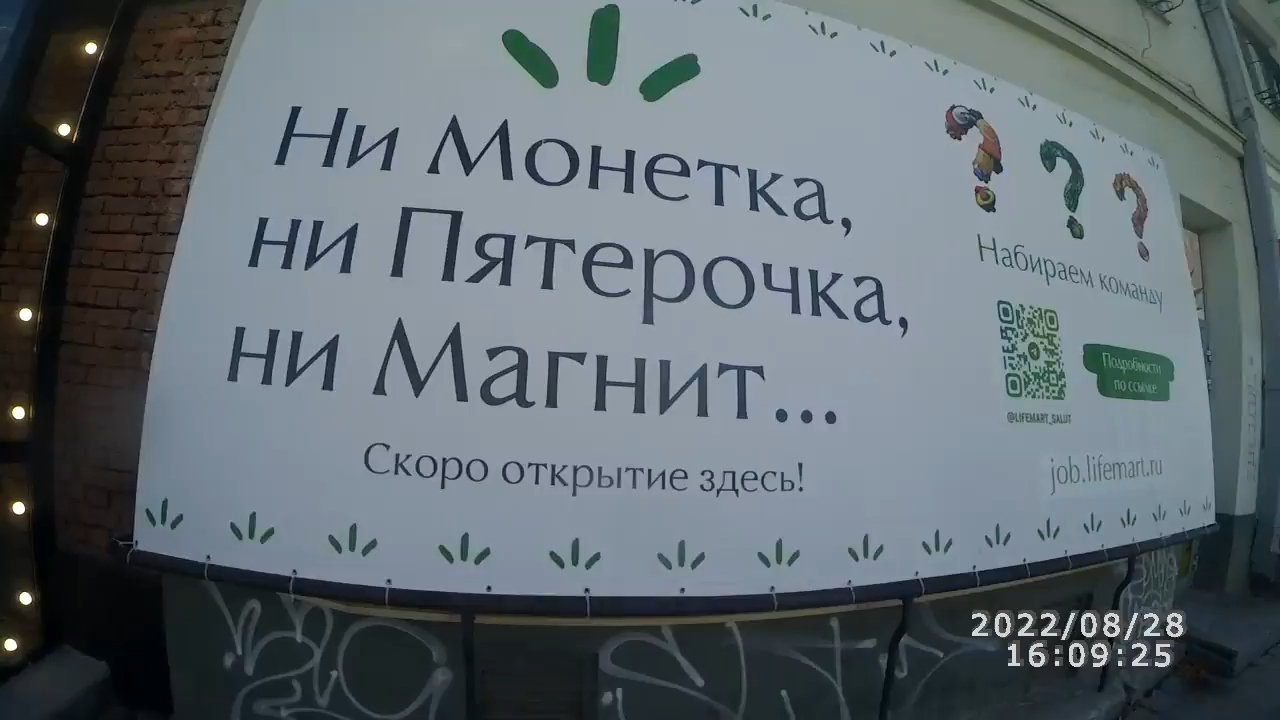 Ни Монетка,
ни Пятерочка,
ни Магнит...
Скоро открытие здесь!
Набираем команду
@LIFEMART_SALUT
Подробности
по ссылке
job.lifemart.ru
2022/08/28
16:09:25